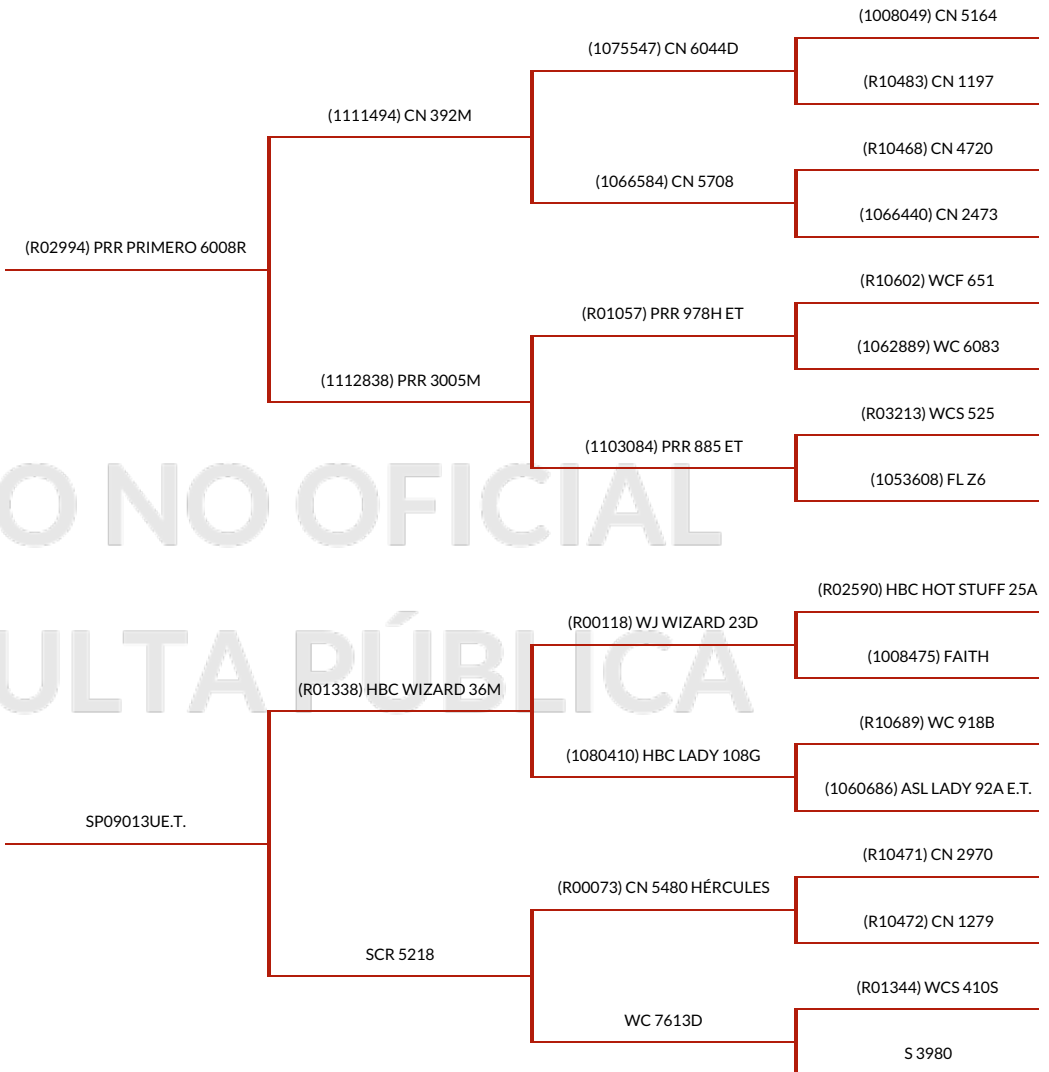 (1008049) CN 5164
(1075547) CN 6044D
(R10483) CN 1197
(1111494) CN 392M
(R10468) CN 4720
(1066584) CN 5708
(1066440) CN 2473
(R02994) PRR PRIMERO 6008R
(R10602) WCF 651
(R01057) PRR 978H ET
(1062889) WC 6083
(1112838) PRR 3005M
(R03213) WCS 525
(1103084) PRR 885 ET
(1053608) FL Z6
O NO OFICIAL
(R02590) HBC HOT STUFF 25A
(R00118) WJ WIZARD 23D
(1008475) FAITH
ULTA PÚBLICA
(R01338) HBC WIZARD 36M
(R10689) WC 918B
(1080410) HBC LADY 108G
(1060686) ASL LADY 92A E.T.
SP09013UE.T.
(R10471) CN 2970
(R00073) CN 5480 HÉRCULES
(R10472) CN 1279
SCR 5218
(R01344) WCS 410S
WC 7613D
S 3980